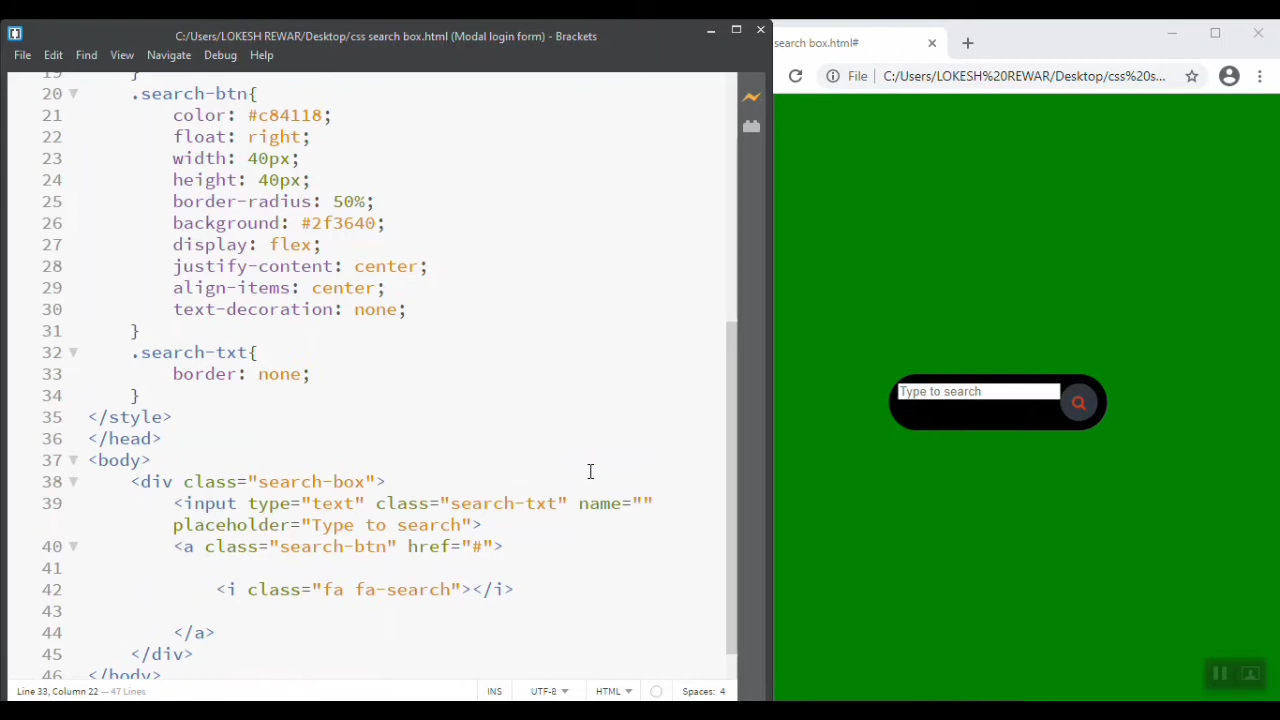 C:/Users/LOKESH REWAR/Desktop/css search box.html (Modal login form) - Brackets
File Edit Find View Navigate Debug Help
search box.html#
File C:/Users/LOKESH%20REWAR/Desktop/css%20s...
19 }
20 .search-btn{
21 color: #c84118;
22 float: right;
23 width: 40px;
24 height: 40px;
25 border-radius: 50%;
26 background: #2f3640;
27 display: flex;
28 justify-content: center;
29 align-items: center;
30 text-decoration: none;
31 }
32 .search-txt{
33 border: none;
34 }
35 </style>
36 </head>
37 <body>
38 <div class="search-box">
39 <input type="text" class="search-txt" name=""
placeholder="Type to search">
40 <a class="search-btn" href="#">
41
42 <i class="fa fa-search"></i>
43
44 </a>
45 </div>
46 </body>
Type to search
Line 33, Column 22 — 47 Lines
INS UTF-8 HTML Spaces: 4